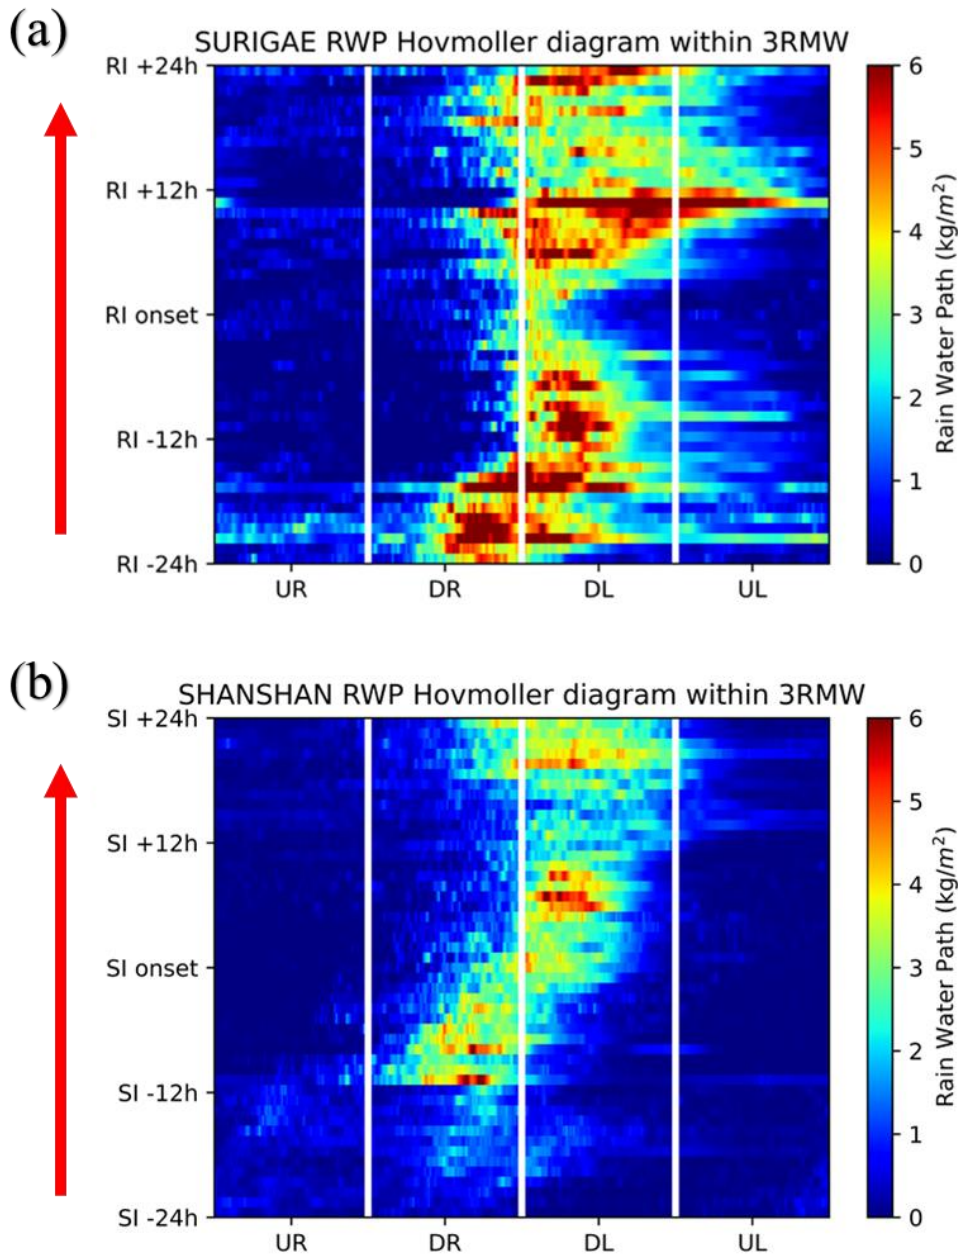 (a)
SURIGAE RWP Hovmoller diagram within 3RMW
RI +24h
RI +12h
RI onset
RI -12h
RI -24h
UR DR DL UL
6
5
4
3
2
1
0
Rain Water Path (kg/m²)
(b)
SHANSHAN RWP Hovmoller diagram within 3RMW
SI +24h
SI +12h
SI onset
SI -12h
SI -24h
UR DR DL UL
6
5
4
3
2
1
0
Rain Water Path (kg/m²)